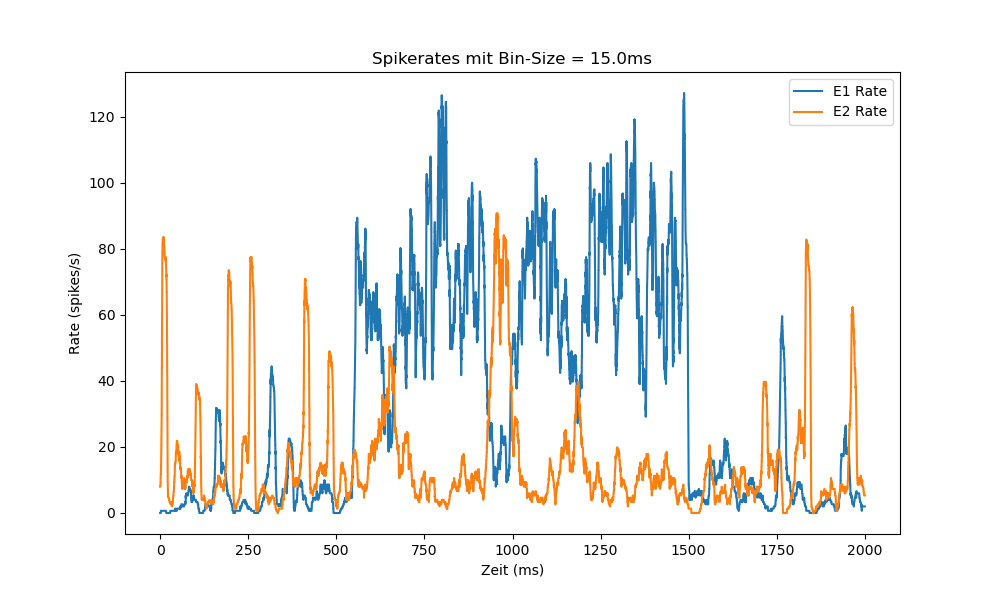 Spikerates mit Bin-Size = 15.0ms
E1 Rate
E2 Rate
120
100
80
60
40
20
0
Rate (spikes/s)
0 250 500 750 1000 1250 1500 1750 2000
Zeit (ms)